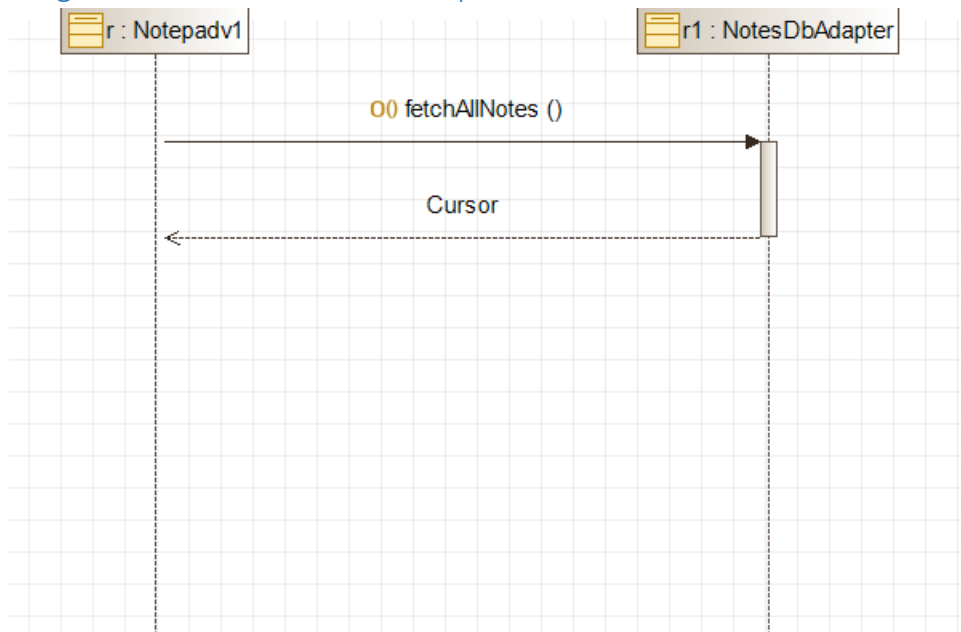 r : Notepadv1
r1 : NotesDbAdapter
O() fetchAllNotes ()
Cursor